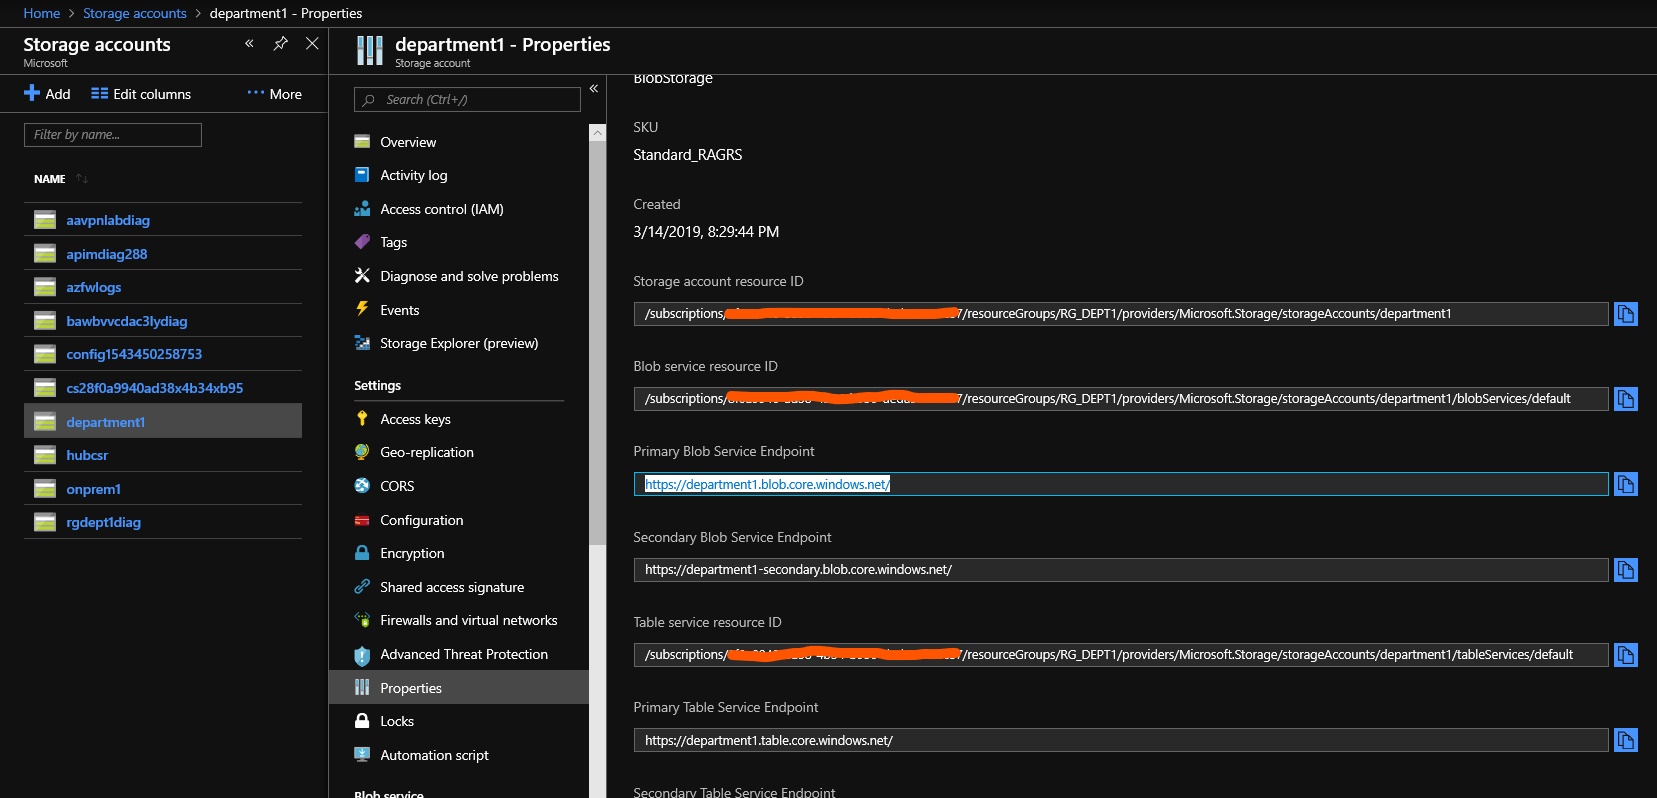 Home > Storage accounts > department1 - Properties
Storage accounts
Microsoft
Add Edit columns ··· More
Filter by name...
NAME
aavpnlabdiag
apimdiag288
azfwlogs
bawbvvcdac3lydiag
config1543450258753
cs28f0a9940ad38x4b34xb95
department1
hubcsr
onprem1
rgdept1diag
department1 - Properties
Storage account
Search (Ctrl+/)
Overview
Activity log
Access control (IAM)
Tags
Diagnose and solve problems
Events
Storage Explorer (preview)
Settings
Access keys
Geo-replication
CORS
Configuration
Encryption
Shared access signature
Firewalls and virtual networks
Advanced Threat Protection
Properties
Locks
Automation script
Blob service
BlobStorage
SKU
Standard_RAGRS
Created
3/14/2019, 8:29:44 PM
Storage account resource ID
/subscriptions/ 7/resourceGroups/RG_DEPT1/providers/Microsoft.Storage/storageAccounts/department1
Blob service resource ID
/subscriptions/ 7/resourceGroups/RG_DEPT1/providers/Microsoft.Storage/storageAccounts/department1/blobServices/default
Primary Blob Service Endpoint
https://department1.blob.core.windows.net/
Secondary Blob Service Endpoint
https://department1-secondary.blob.core.windows.net/
Table service resource ID
/subscriptions/ 7/resourceGroups/RG_DEPT1/providers/Microsoft.Storage/storageAccounts/department1/tableServices/default
Primary Table Service Endpoint
https://department1.table.core.windows.net/
Secondary Table Service Endpoint